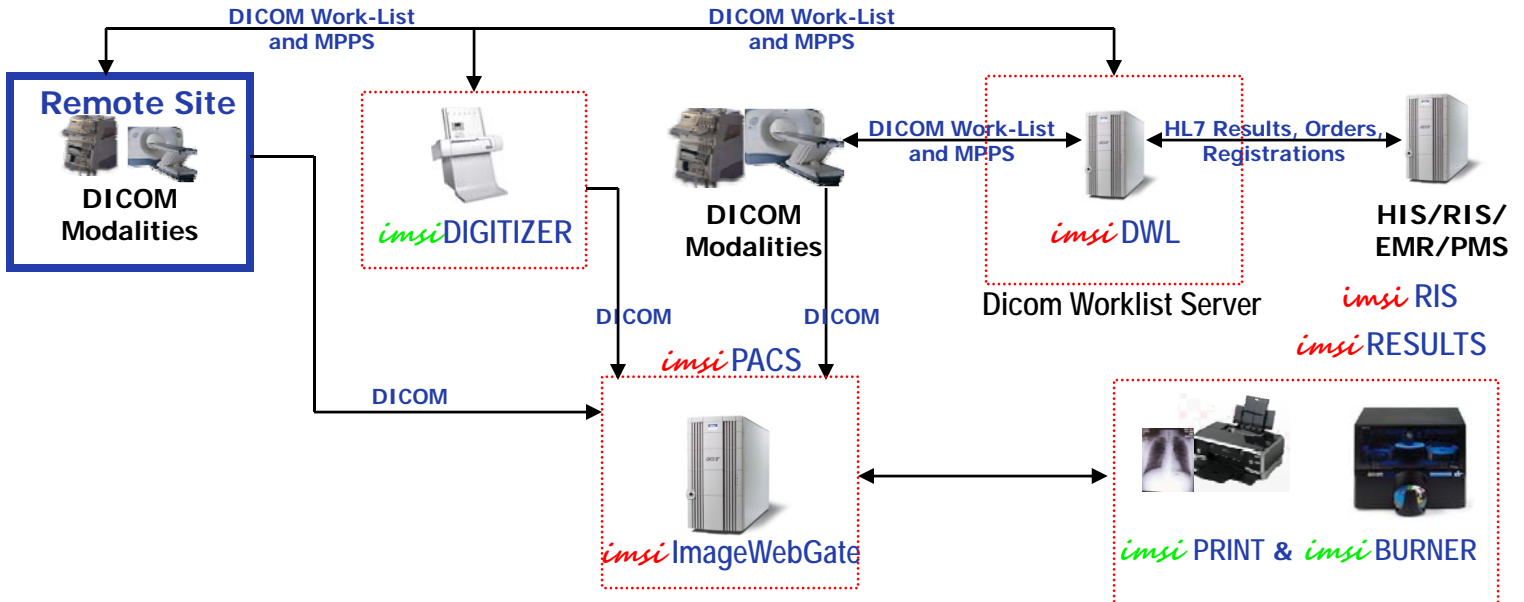 DICOM Work-List
and MPPS
DICOM Work-List
and MPPS
Remote Site
DICOM
Modalities
imsi DIGITIZER
DICOM
Modalities
DICOM Work-List
and MPPS
imsi DWL
Dicom Worklist Server
HL7 Results, Orders,
Registrations
HIS/RIS/
EMR/PMS
imsi RIS
imsi RESULTS
DICOM
DICOM
DICOM
imsi PACS
imsi ImageWebGate
imsi PRINT & imsi BURNER